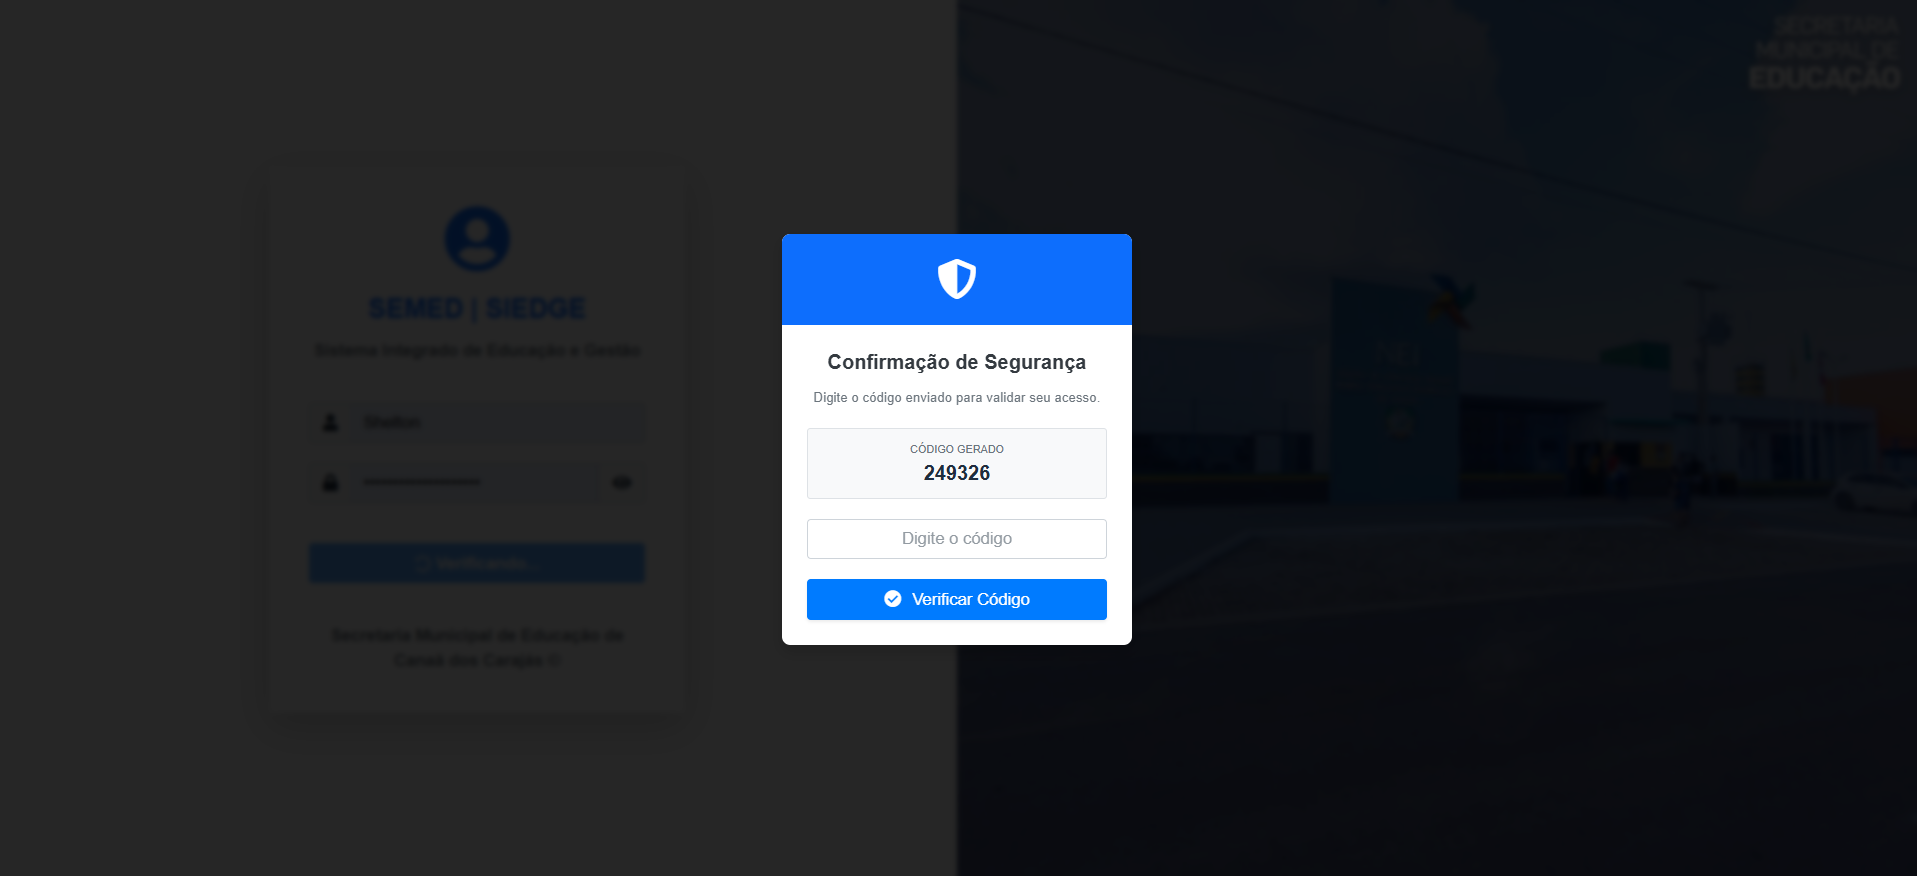 SECRETARIA
MUNICIPAL DE
EDUCAÇÃO
SEMED | SIEDGE
Sistema Integrado de Educação e Gestão
Shelton
Verificando...
Secretaria Municipal de Educação de
Canaã dos Carajás ©
Confirmação de Segurança
Digite o código enviado para validar seu acesso.
CÓDIGO GERADO
249326
Digite o código
Verificar Código